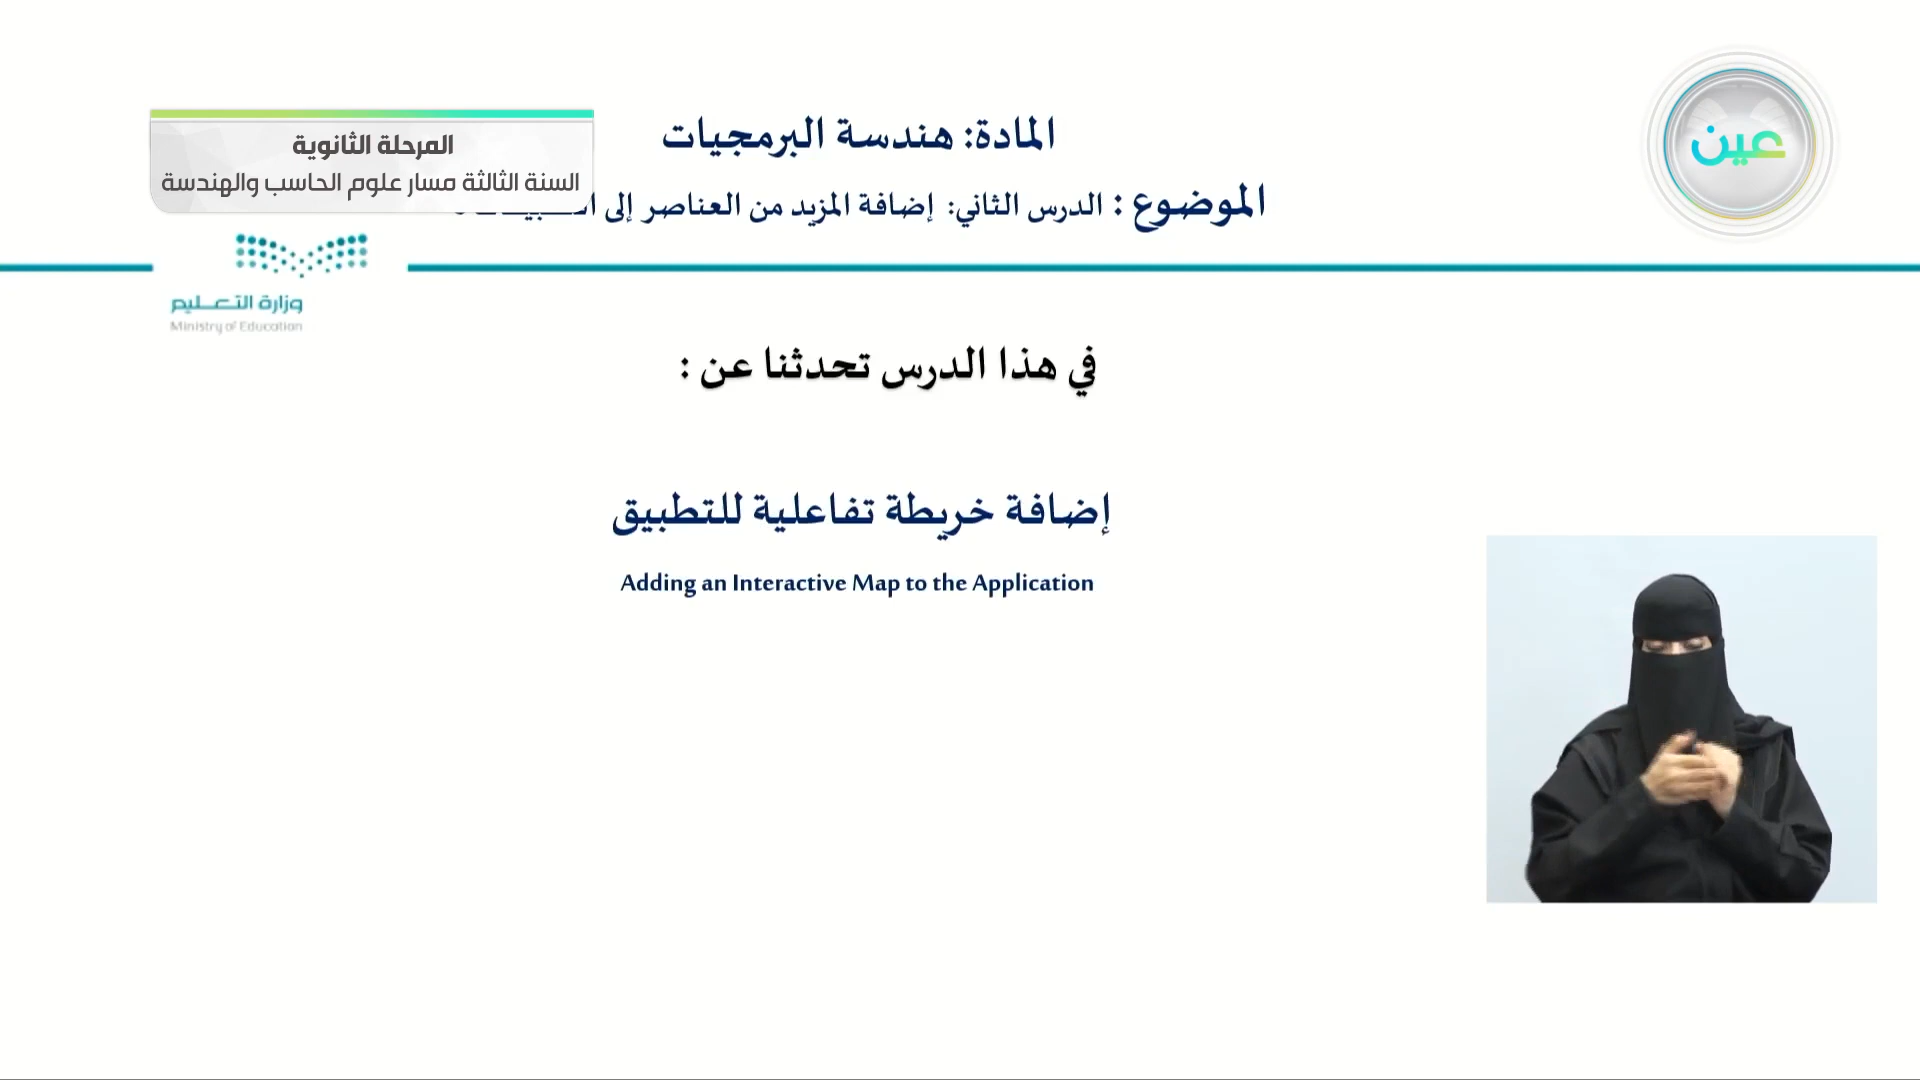 المادة: هندسة البرمجيات
الموضوع : الدرس الثاني: إضافة المزيد من العناصر إلى
المرحلة الثانوية
السنة الثالثة مسار علوم الحاسب والهندسة
عين
وزارة التعليم
Ministry of Education
في هذا الدرس تحدثنا عن :
إضافة خريطة تفاعلية للتطبيق
Adding an Interactive Map to the Application